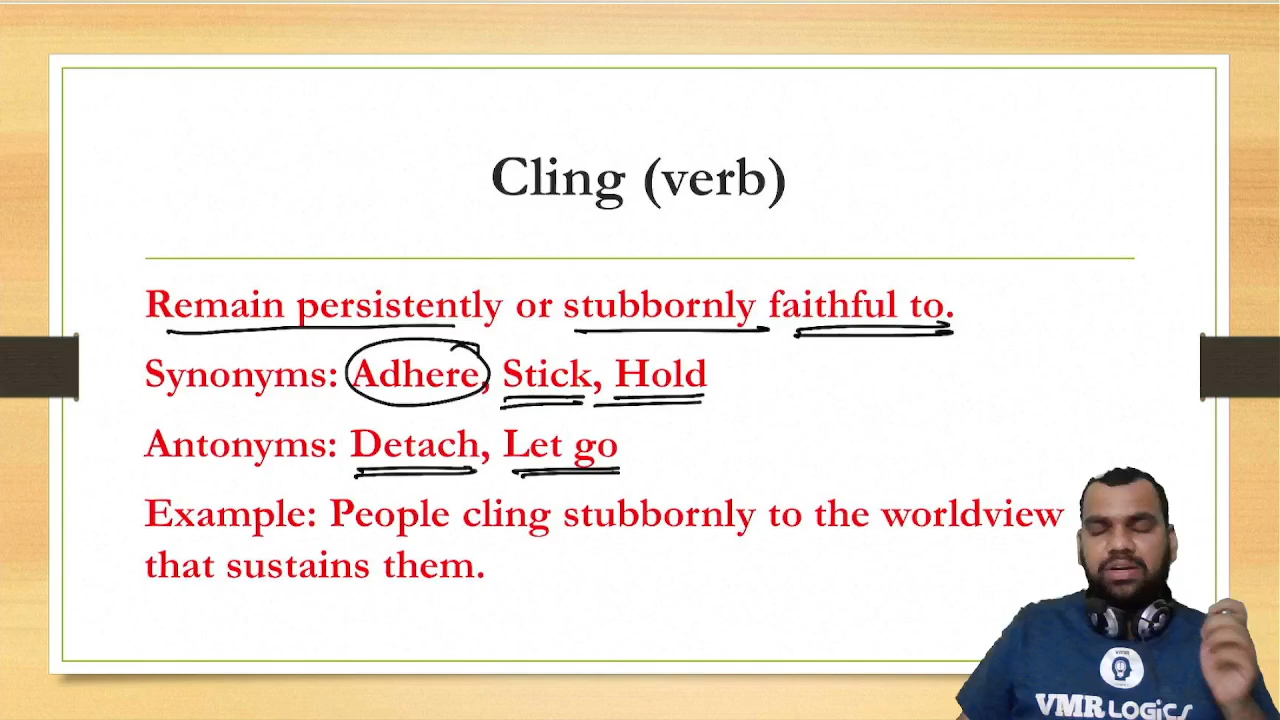 Cling (verb)
Remain persistently or stubbornly faithful to.
Synonyms: Adhere, Stick, Hold
Antonyms: Detach, Let go
Example: People cling stubbornly to the worldview
that sustains them.
VMR LOGICS